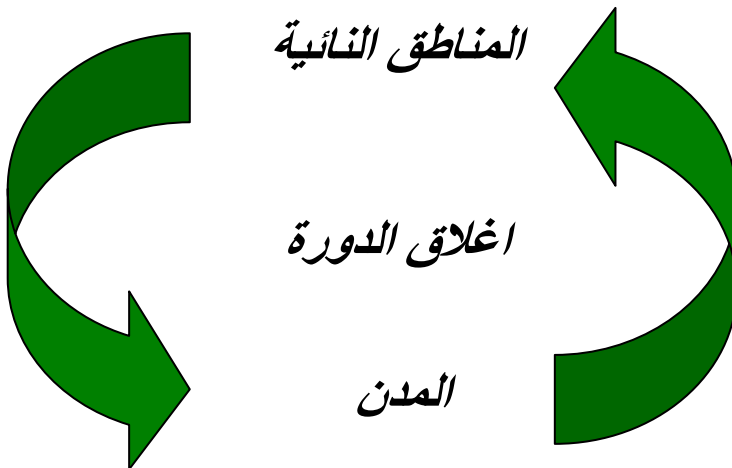 المناطق النائية
اغلاق الدورة
المدن